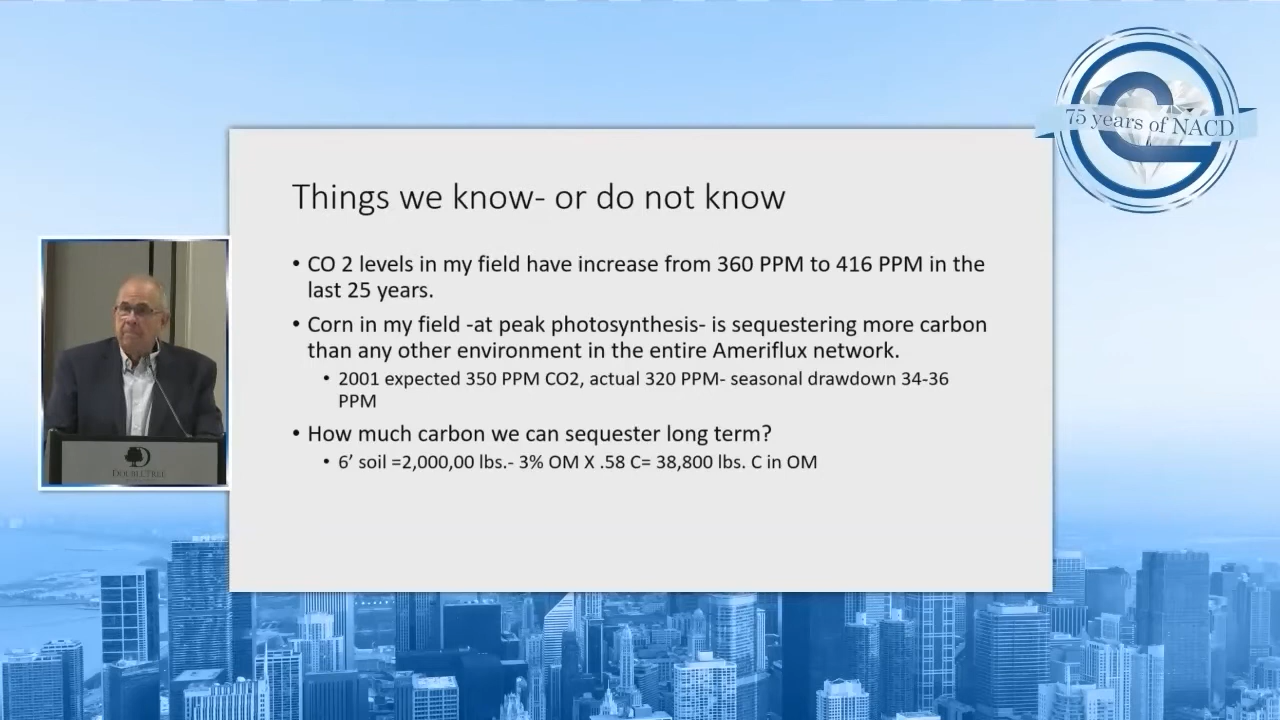 75 years of NACD
Things we know- or do not know
• CO 2 levels in my field have increase from 360 PPM to 416 PPM in the
last 25 years.
• Corn in my field -at peak photosynthesis- is sequestering more carbon
than any other environment in the entire Ameriflux network.
• 2001 expected 350 PPM CO2, actual 320 PPM- seasonal drawdown 34-36
PPM
• How much carbon we can sequester long term?
• 6’ soil =2,000,00 lbs.- 3% OM X .58 C= 38,800 lbs. C in OM
DOUBLETREE